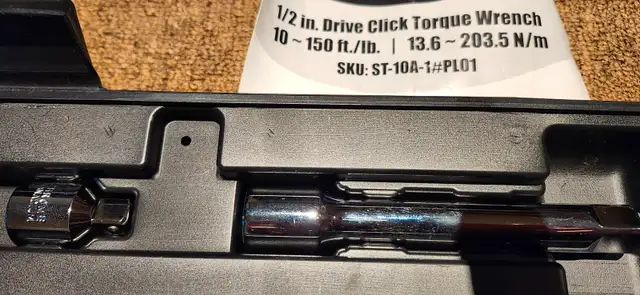 1/2 in. Drive Click Torque Wrench
10 ~ 150 ft./lb. | 13.6 ~ 203.5 N/m
SKU: ST-10A-1#PL01